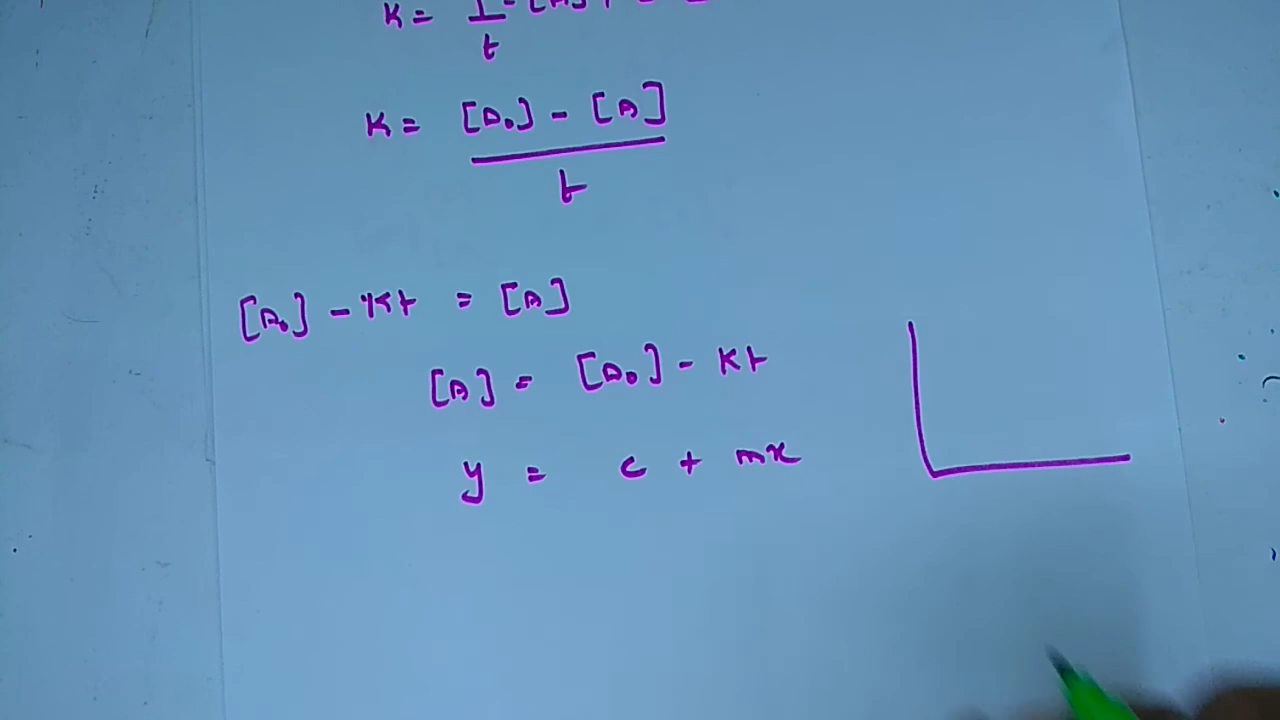 K =
t
K = [A₀] - [A]
t
[A₀] - Kt = [A]
[A] = [A₀] - Kt
y = c + mx